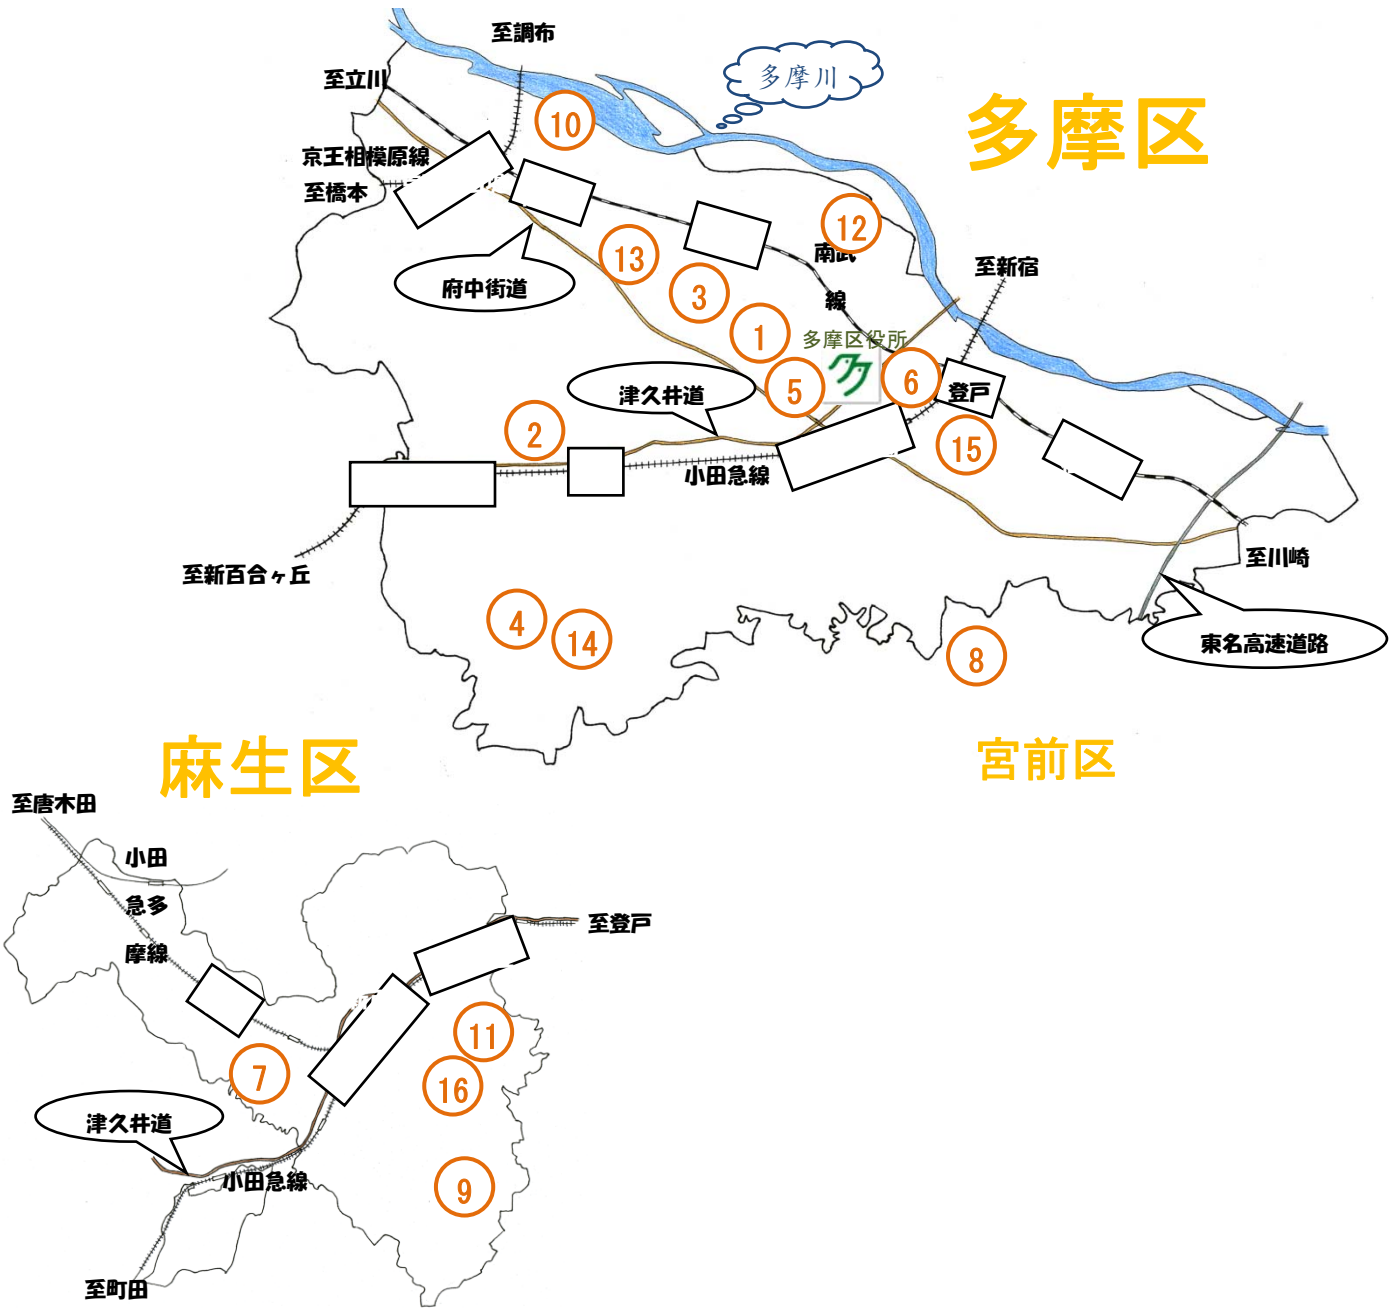 至調布
至立川
多摩川
多摩区
10
京王相模原線
至橋本
12
南武
線
13
至新宿
府中街道
3
1
多摩区役所
5
6
登戸
津久井道
2
15
小田急線
至川崎
至新百合ヶ丘
4
14
8
東名高速道路
麻生区
宮前区
至唐木田
小田
急多
摩線
至登戸
11
7
16
津久井道
小田急線
9
至町田